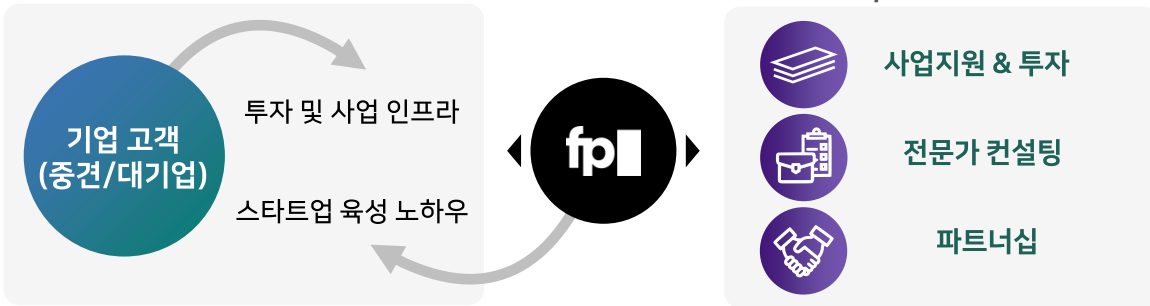 기업 고객
(중견/대기업)
투자 및 사업 인프라
스타트업 육성 노하우
fp
사업지원 & 투자
전문가 컨설팅
파트너십